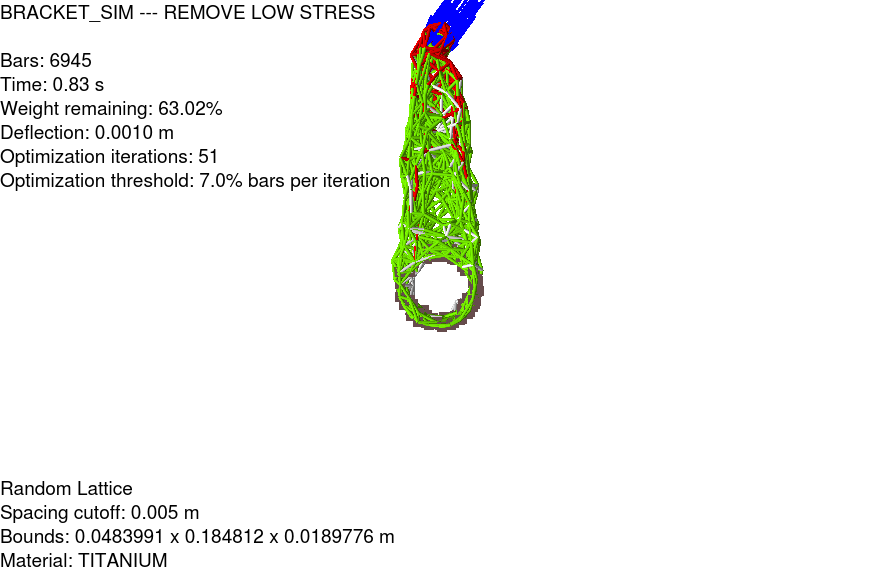 BRACKET_SIM --- REMOVE LOW STRESS
Bars: 6945
Time: 0.83 s
Weight remaining: 63.02%
Deflection: 0.0010 m
Optimization iterations: 51
Optimization threshold: 7.0% bars per iteration
Random Lattice
Spacing cutoff: 0.005 m
Bounds: 0.0483991 x 0.184812 x 0.0189776 m
Material: TITANIUM